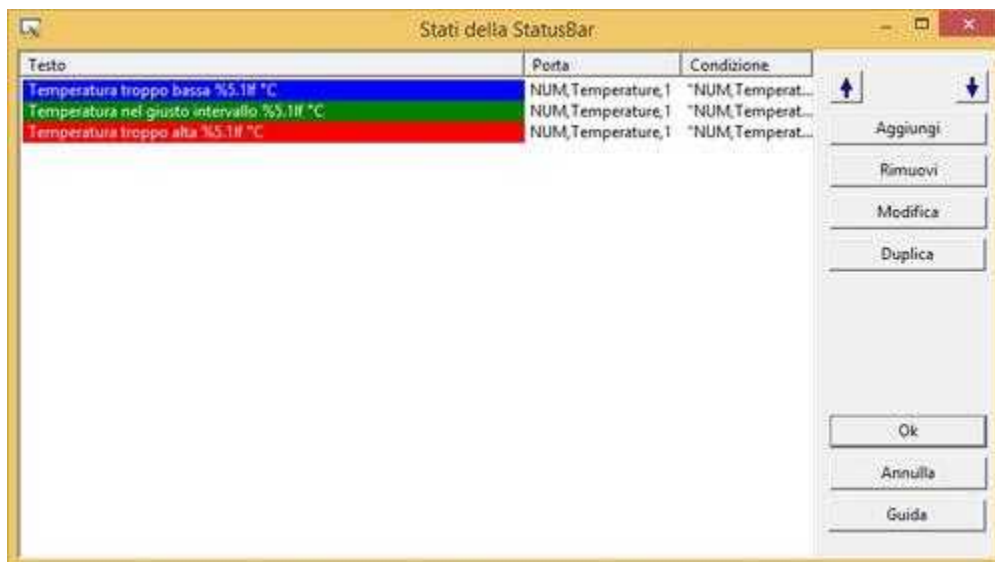 Stati della StatusBar
Testo Porta Condizione
Temperatura troppo bassa %5.1lf °C NUM,Temperature,1 "NUM,Temperat...
Temperatura nel giusto intervallo %5.1lf °C NUM,Temperature,1 "NUM,Temperat...
Temperatura troppo alta %5.1lf °C NUM,Temperature,1 "NUM,Temperat...
Aggiungi
Rimuovi
Modifica
Duplica
Ok
Annulla
Guida